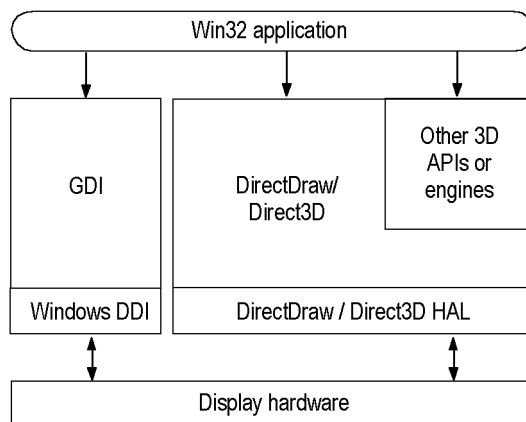 Win32 application
GDI
DirectDraw/
Direct3D
Other 3D
APIs or
engines
Windows DDI
DirectDraw / Direct3D HAL
Display hardware